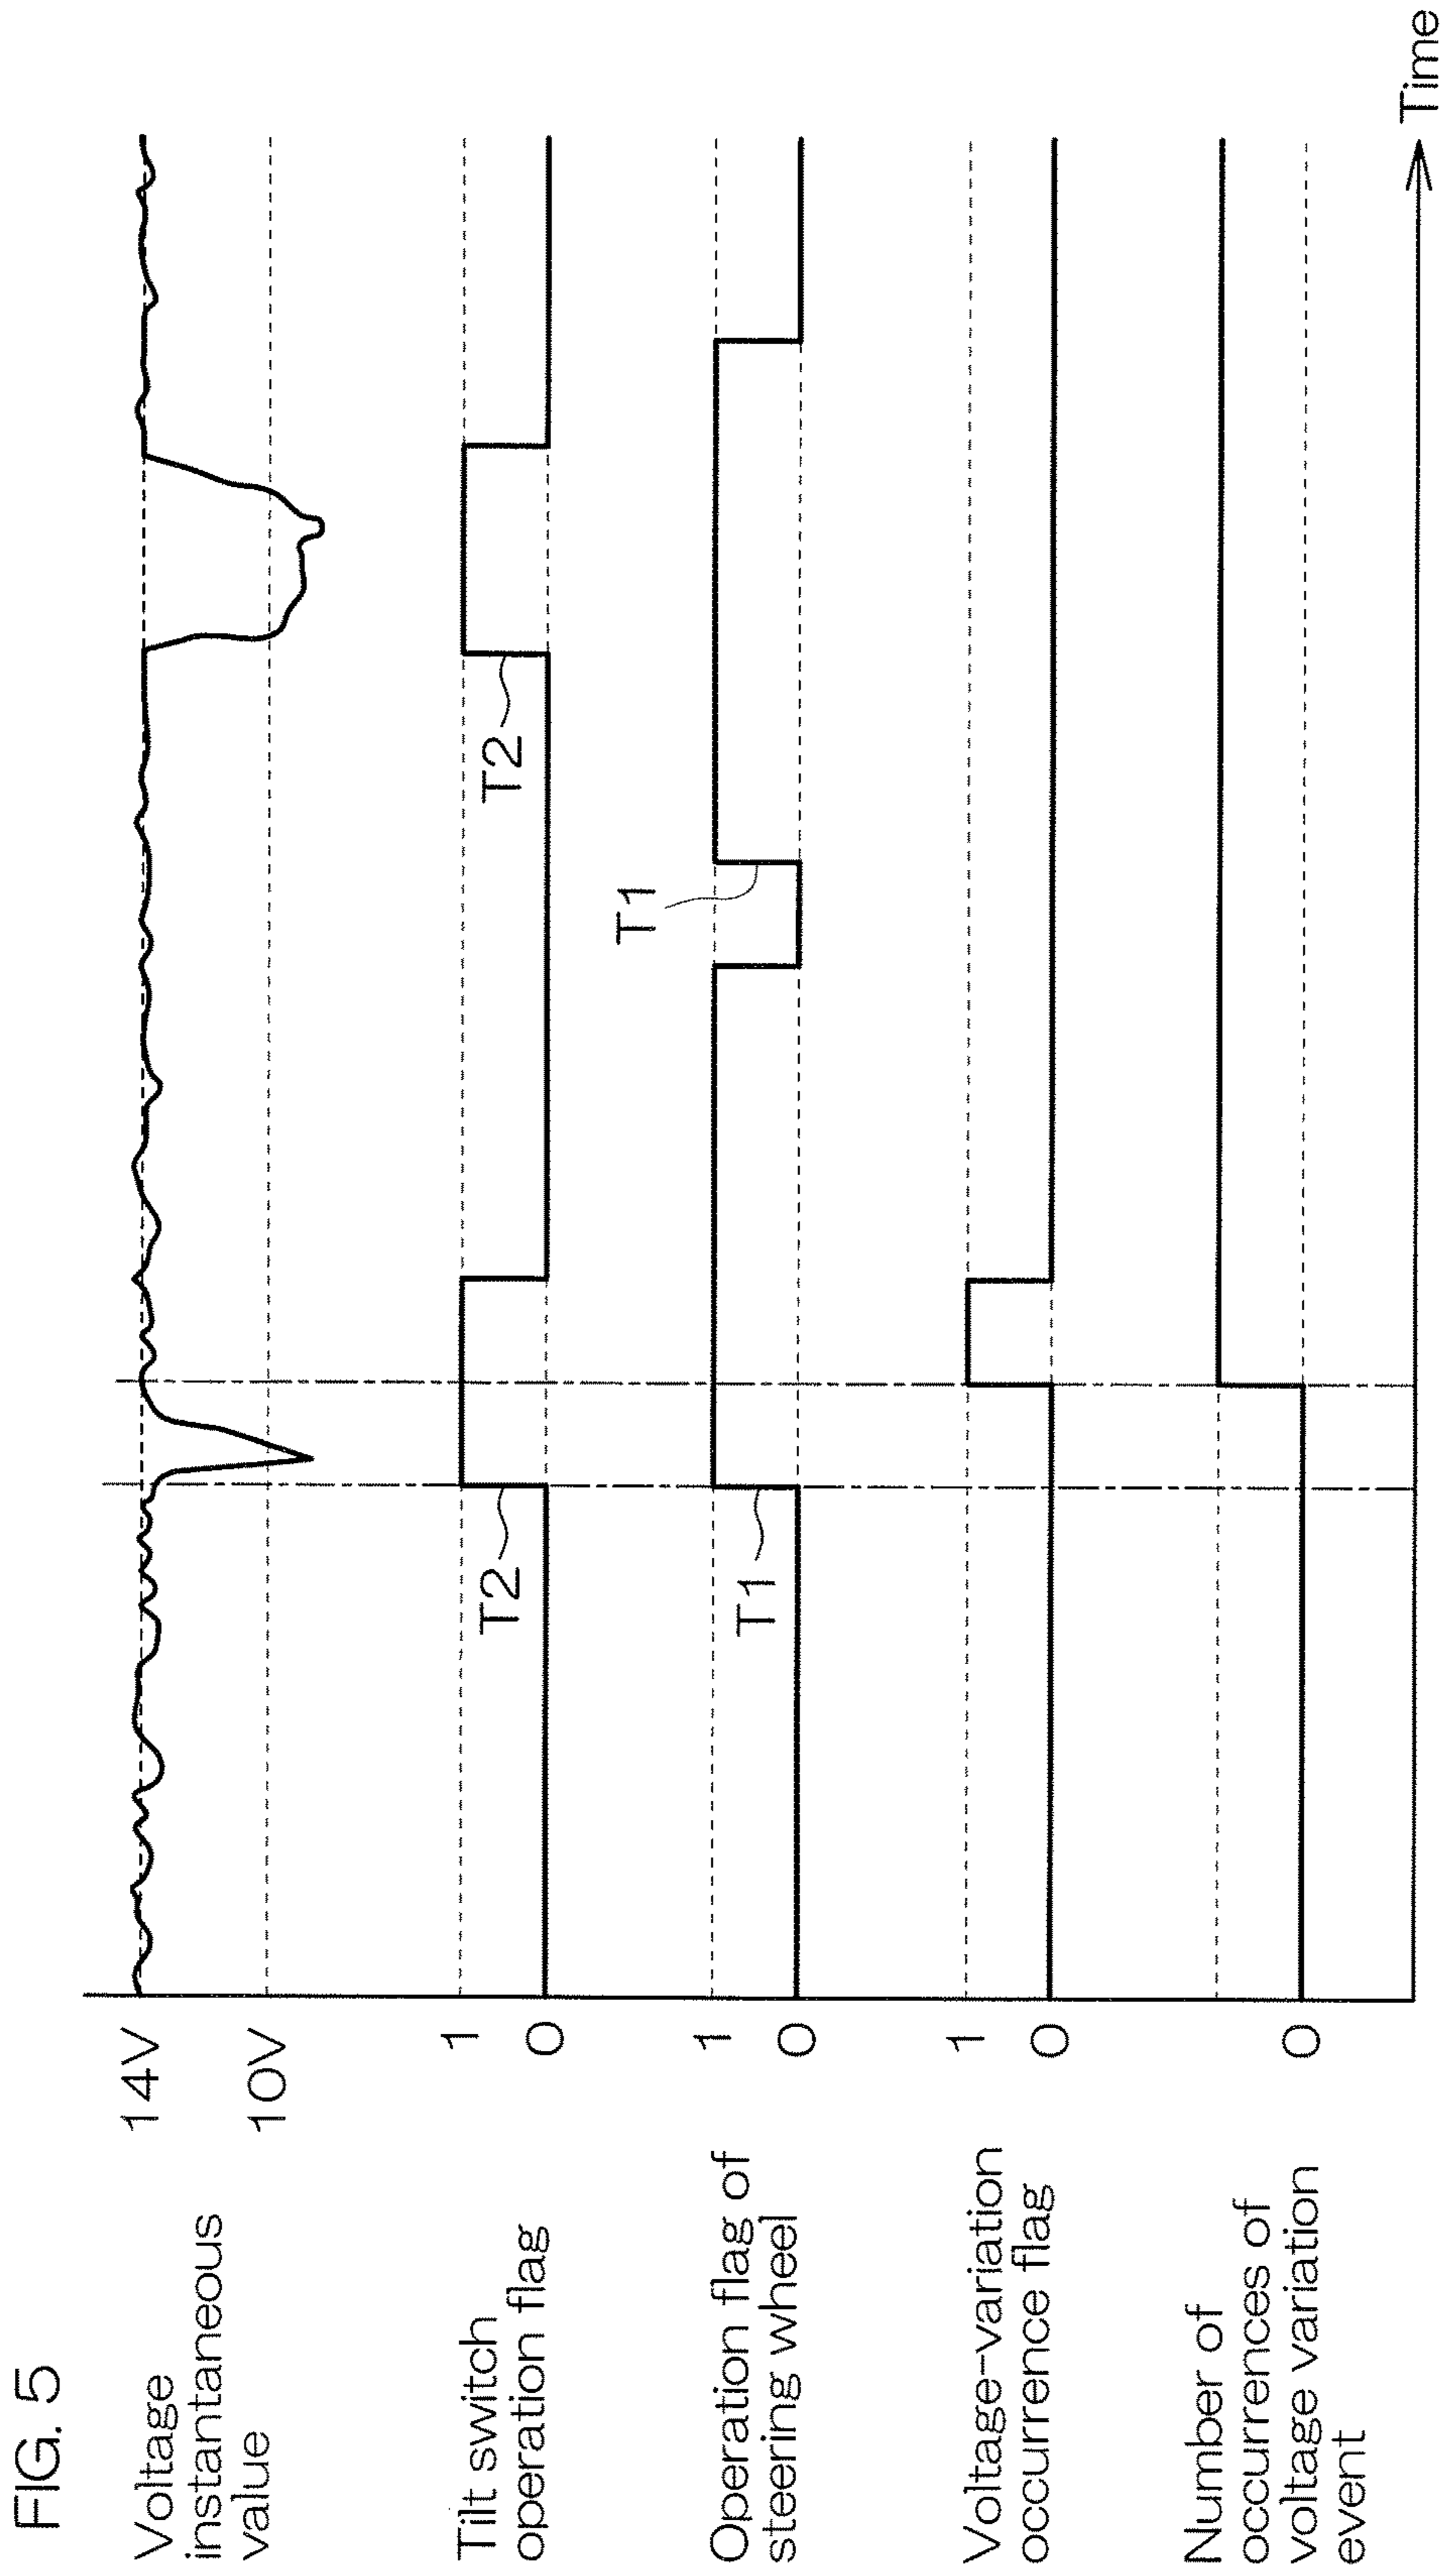 FIG. 5
Voltage
instantaneous
value
14V
10V
Tilt switch
operation flag
1
0
T2
T2
Operation flag of
steering wheel
1
0
T1
T1
Voltage-variation
occurrence flag
1
0
Number of
occurrences of
voltage variation
event
0
Time